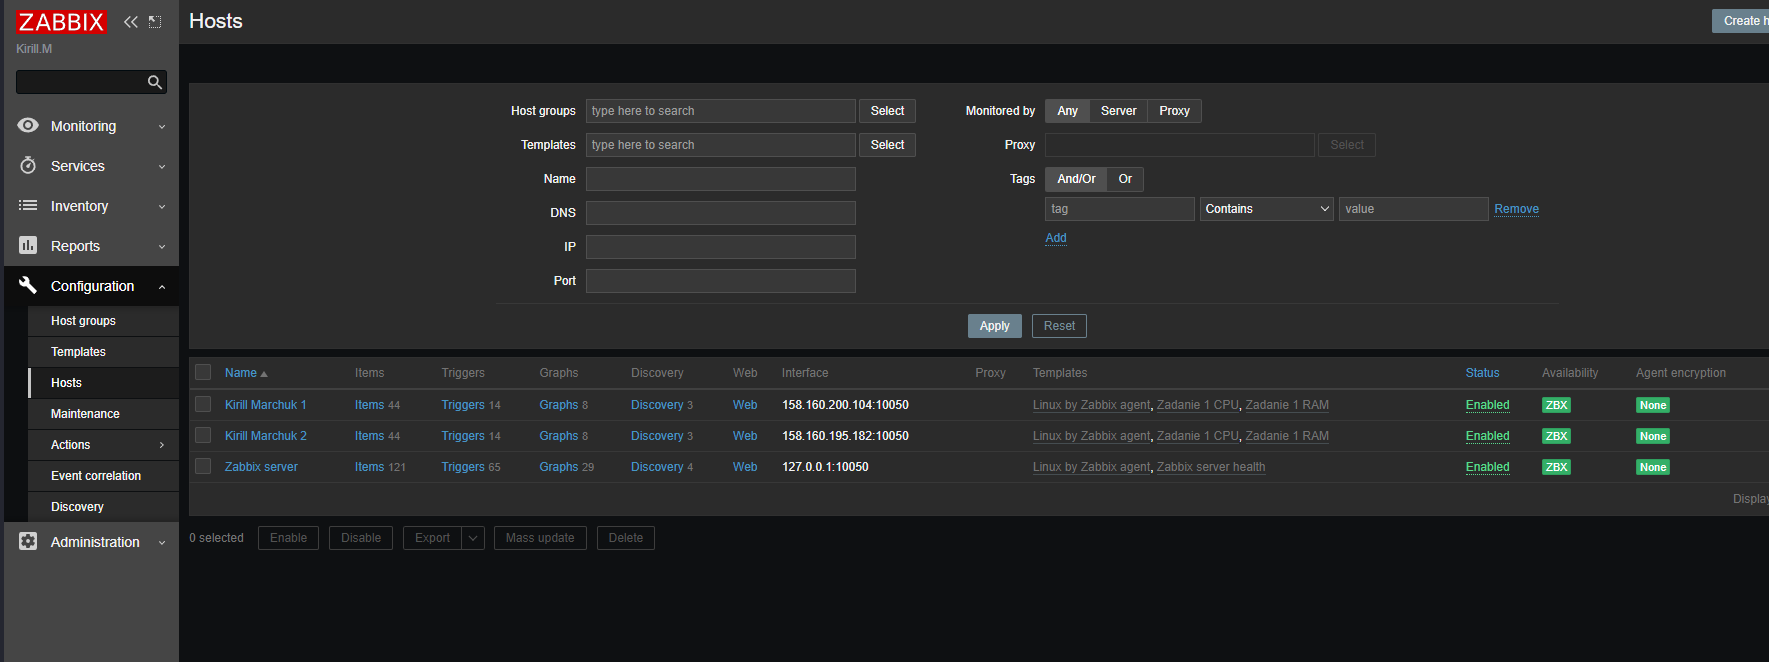 ZABBIX
Kirill.M
Hosts
Create h
Monitoring
Services
Inventory
Reports
Configuration
Host groups
Templates
Hosts
Maintenance
Actions
Event correlation
Discovery
Administration
Host groups type here to search Select
Templates type here to search Select
Name
DNS
IP
Port
Monitored by Any Server Proxy
Proxy Select
Tags And/Or Or
tag Contains value Remove
Add
Apply Reset
Name Items Triggers Graphs Discovery Web Interface Proxy Templates Status Availability Agent encryption
Kirill Marchuk 1 Items 44 Triggers 14 Graphs 8 Discovery 3 Web 158.160.200.104:10050 Linux by Zabbix agent, Zadanie 1 CPU, Zadanie 1 RAM Enabled ZBX None
Kirill Marchuk 2 Items 44 Triggers 14 Graphs 8 Discovery 3 Web 158.160.195.182:10050 Linux by Zabbix agent, Zadanie 1 CPU, Zadanie 1 RAM Enabled ZBX None
Zabbix server Items 121 Triggers 65 Graphs 29 Discovery 4 Web 127.0.0.1:10050 Linux by Zabbix agent, Zabbix server health Enabled ZBX None
Display
0 selected Enable Disable Export Mass update Delete